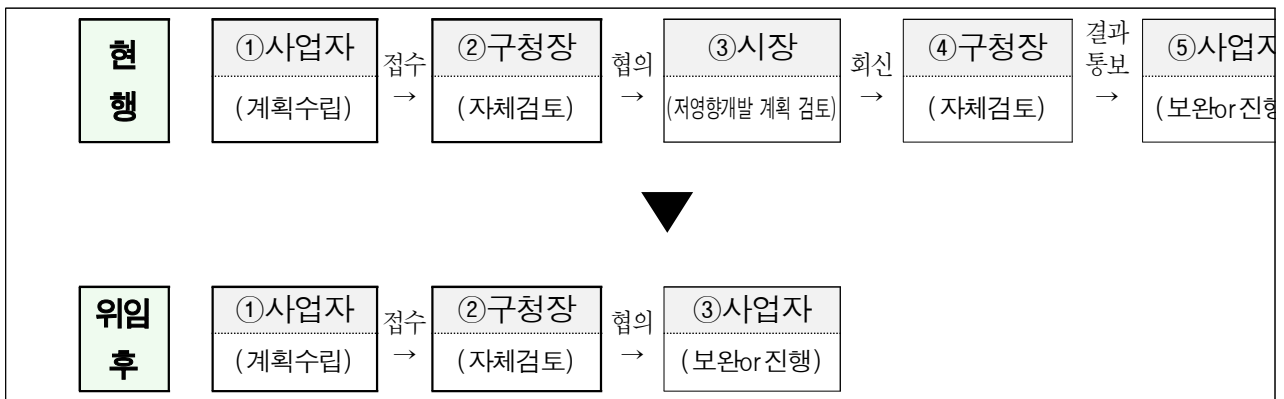 현행
①사업자
(계획수립)
접수
→
②구청장
(자체검토)
협의
→
③시장
(저영향개발 계획 검토)
회신
→
④구청장
(자체검토)
결과
통보
→
⑤사업자
(보완or진행
▼
위임
후
①사업자
(계획수립)
접수
→
②구청장
(자체검토)
협의
→
③사업자
(보완or진행)